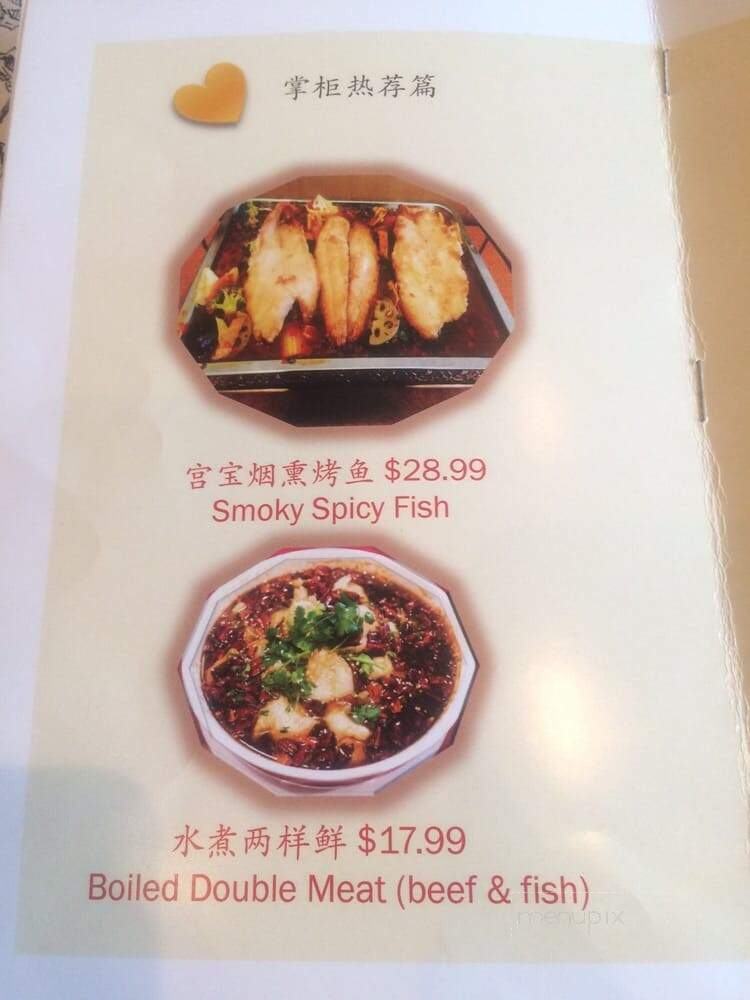 掌柜热荐篇
宫宝烟熏烤鱼 $28.99
Smoky Spicy Fish
水煮两样鲜 $17.99
Boiled Double Meat (beef & fish)
menupix